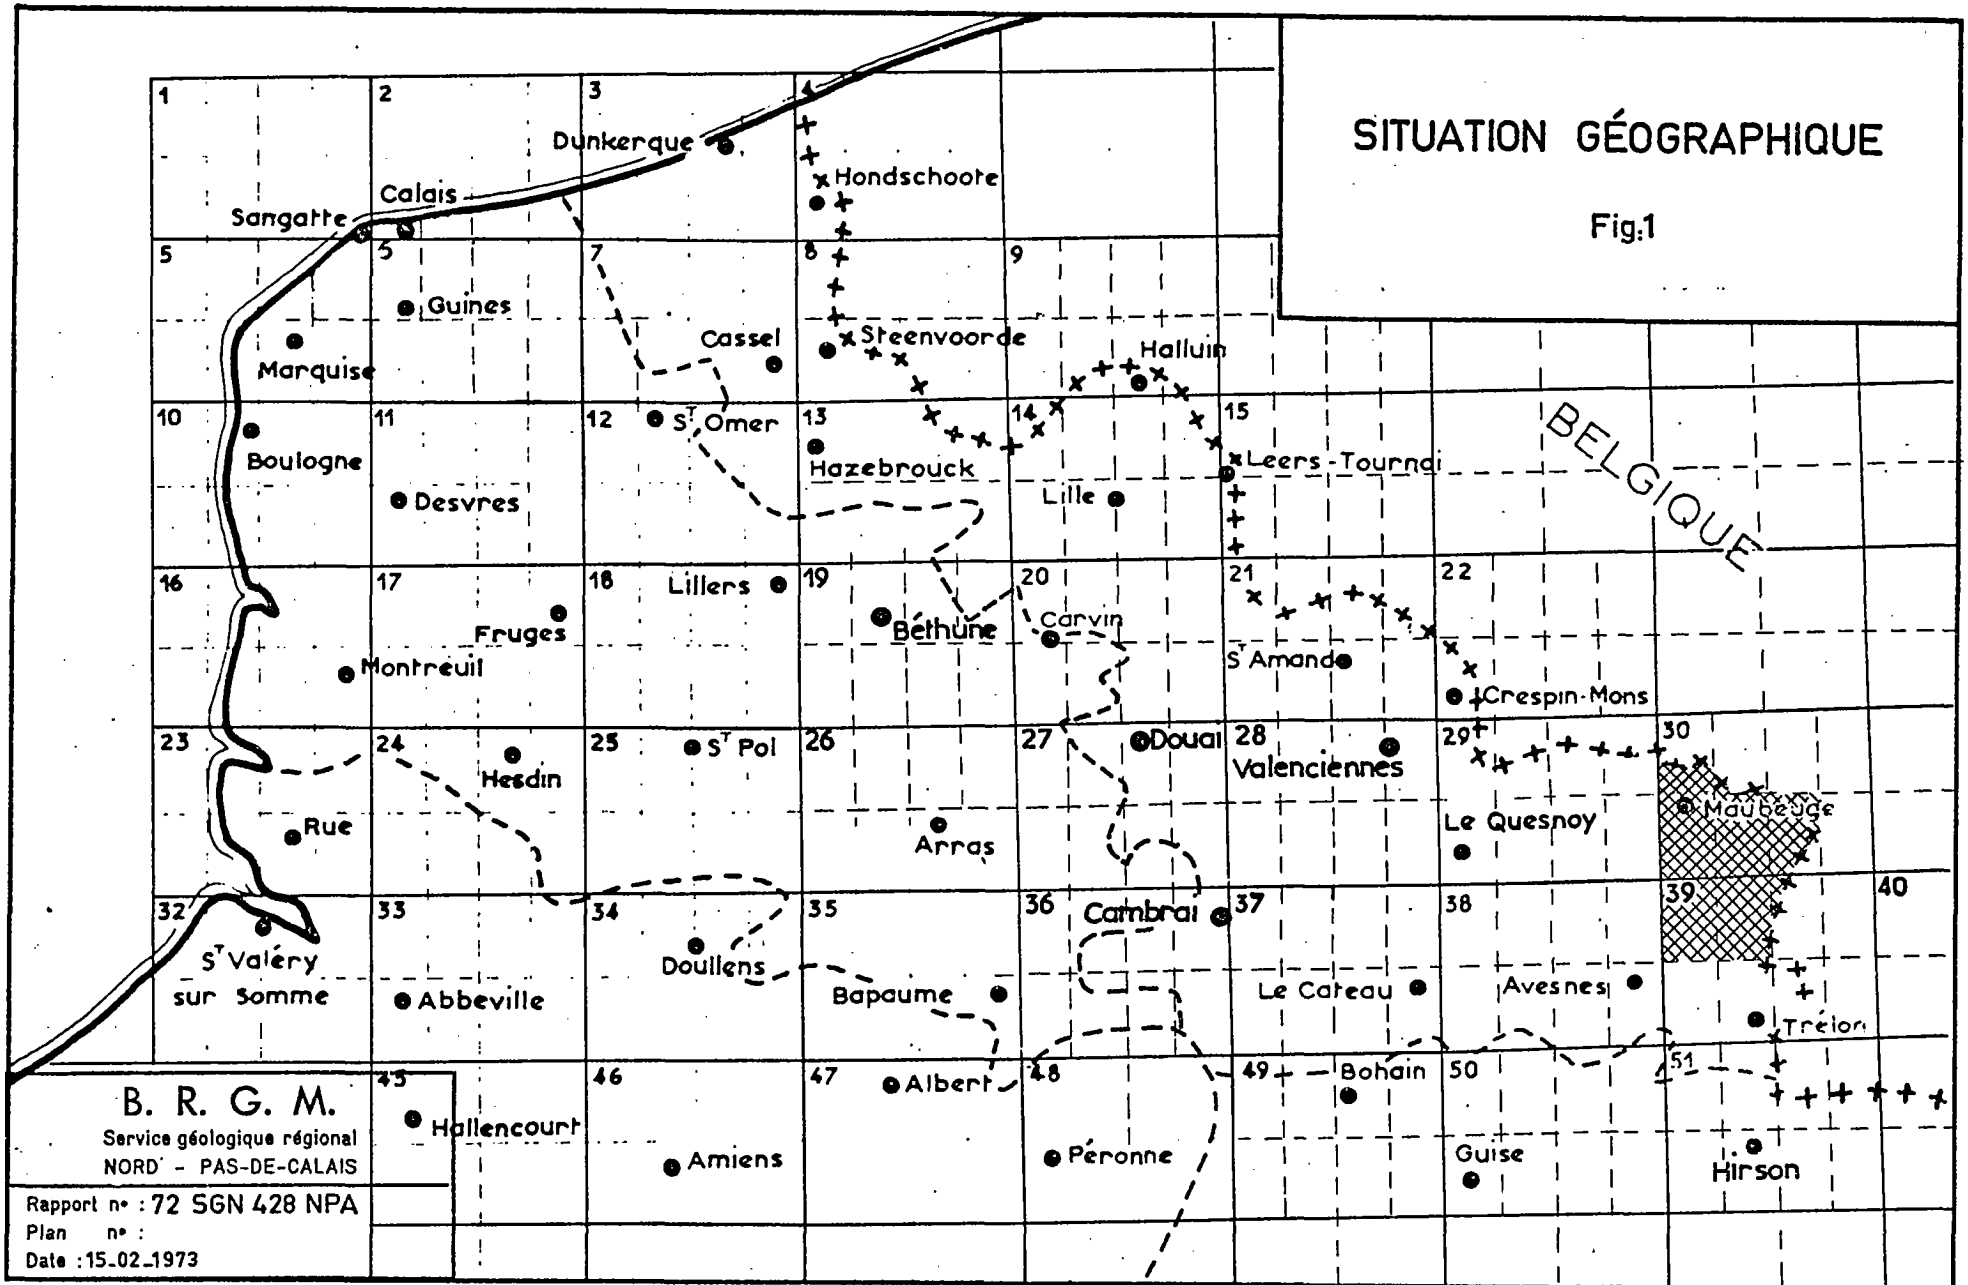 SITUATION GÉOGRAPHIQUE
Fig:1
1
2
3
4
Dunkerque
Hondschoote
Calais
Sangatte
5
5
7
8
9
Guines
Cassel
Steenvoorde
Halluin
Marquise
10
11
12
13
14
15
BELGIQUE
Sᵀ Omer
Boulogne
Hazebrouck
Leers-Tournai
Desvres
Lille
16
17
18
Lillers
19
20
21
22
Fruges
Béthune
Carvin
Montreuil
Sᵀ Amand
Crespin-Mons
23
24
25
Sᵀ Pol
26
27
Douai
28
29
30
Hesdin
Valenciennes
Maubeuge
Rue
Arras
Le Quesnoy
32
33
34
35
36
Cambrai
37
38
39
40
Sᵀ Valéry
sur Somme
Doullens
Abbeville
Bapaume
Le Cateau
Avesnes
Trélon
45
46
47
Albert
48
49
Bohain
50
51
Hallencourt
Amiens
Péronne
Guise
Hirson
B. R. G. M.
Service géologique régional
NORD - PAS-DE-CALAIS
Rapport n° : 72 SGN 428 NPA
Plan n° :
Date : 15_02_1973